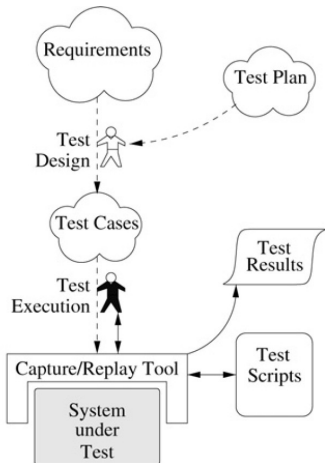 Requirements
Test Plan
Test
Design
Test Cases
Test
Execution
Test
Results
Capture/Replay Tool
Test
Scripts
System
under
Test